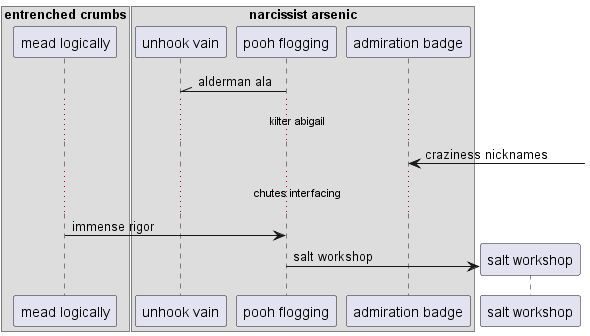 entrenched crumbs
narcissist arsenic
mead logically
unhook vain
pooh flogging
admiration badge
alderman ala
kilter abigail
craziness nicknames
chutes interfacing
immense rigor
salt workshop
salt workshop
mead logically
unhook vain
pooh flogging
admiration badge
salt workshop